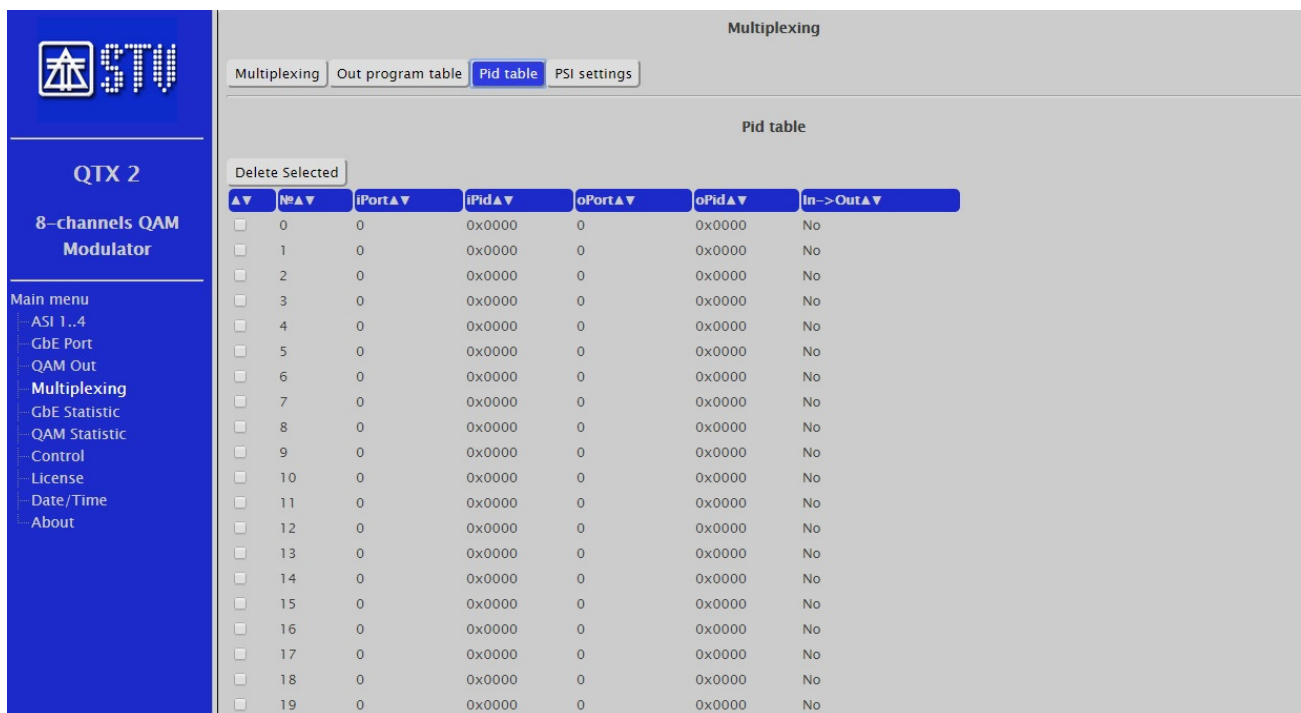 STV
QTX 2
8-channels QAM
Modulator
Main menu
ASI 1..4
GbE Port
QAM Out
Multiplexing
GbE Statistic
QAM Statistic
Control
License
Date/Time
About
Multiplexing
Multiplexing Out program table Pid table PSI settings
Pid table
Delete Selected
▲▼ №▲▼ iPort▲▼ iPid▲▼ oPort▲▼ oPid▲▼ In->Out▲▼
0 0 0x0000 0 0x0000 No
1 0 0x0000 0 0x0000 No
2 0 0x0000 0 0x0000 No
3 0 0x0000 0 0x0000 No
4 0 0x0000 0 0x0000 No
5 0 0x0000 0 0x0000 No
6 0 0x0000 0 0x0000 No
7 0 0x0000 0 0x0000 No
8 0 0x0000 0 0x0000 No
9 0 0x0000 0 0x0000 No
10 0 0x0000 0 0x0000 No
11 0 0x0000 0 0x0000 No
12 0 0x0000 0 0x0000 No
13 0 0x0000 0 0x0000 No
14 0 0x0000 0 0x0000 No
15 0 0x0000 0 0x0000 No
16 0 0x0000 0 0x0000 No
17 0 0x0000 0 0x0000 No
18 0 0x0000 0 0x0000 No
19 0 0x0000 0 0x0000 No